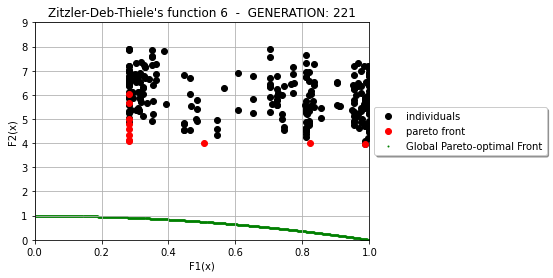 Zitzler-Deb-Thiele's function 6 - GENERATION: 221
9
8
7
6
5
4
3
2
1
0
F2(x)
0.0 0.2 0.4 0.6 0.8 1.0
F1(x)
individuals
pareto front
Global Pareto-optimal Front